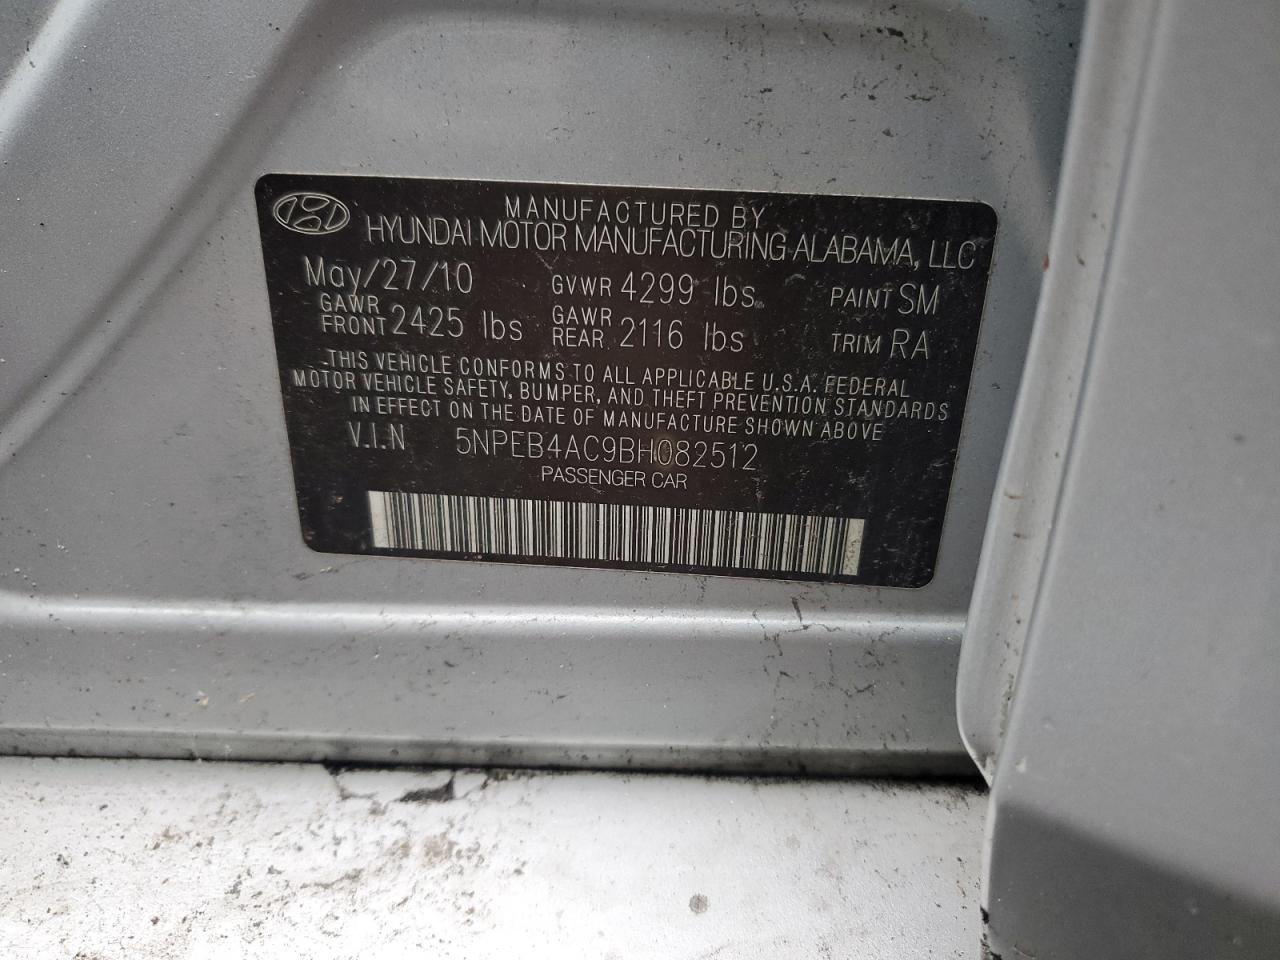 MANUFACTURED BY
HYUNDAI MOTOR MANUFACTURING ALABAMA, LLC
May/27/10 GVWR 4299 lbs PAINT SM
GAWR FRONT 2425 lbs GAWR REAR 2116 lbs TRIM RA
THIS VEHICLE CONFORMS TO ALL APPLICABLE U.S.A. FEDERAL
MOTOR VEHICLE SAFETY, BUMPER, AND THEFT PREVENTION STANDARDS
IN EFFECT ON THE DATE OF MANUFACTURE SHOWN ABOVE
V.I.N 5NPEB4AC9BH082512
PASSENGER CAR